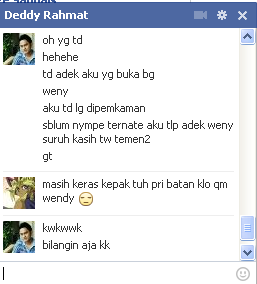 Deddy Rahmat
oh yg td
hehehe
td adek aku yg buka bg
weny
aku td lg dipemkaman
sblum nympe ternate aku tlp adek weny
suruh kasih tw temen2
gt
masih keras kepak tuh pri batan klo qm
wendy
kwkwwk
bilangin aja kk